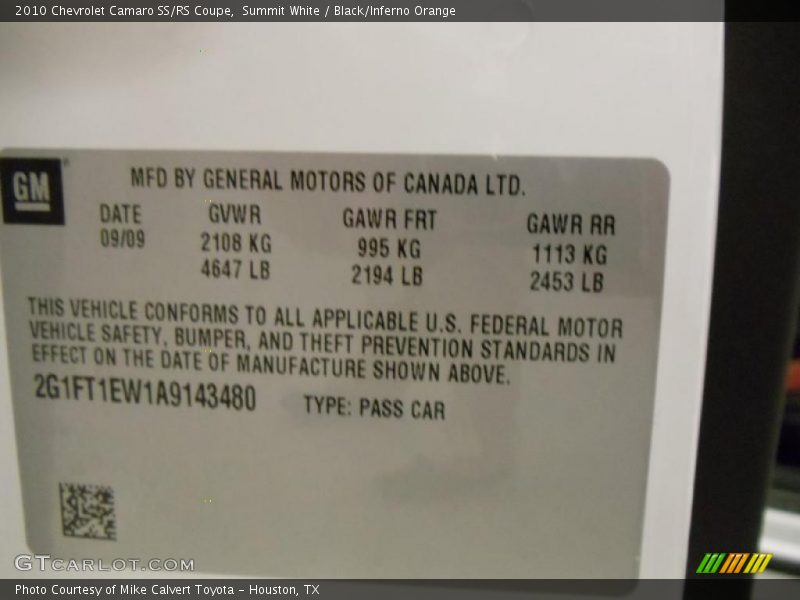 2010 Chevrolet Camaro SS/RS Coupe,  Summit White / Black/Inferno Orange
GM
MFD BY GENERAL MOTORS OF CANADA LTD.
DATE GVWR GAWR FRT GAWR RR
09/09 2108 KG 995 KG 1113 KG
4647 LB 2194 LB 2453 LB
THIS VEHICLE CONFORMS TO ALL APPLICABLE U.S. FEDERAL MOTOR
VEHICLE SAFETY, BUMPER, AND THEFT PREVENTION STANDARDS IN
EFFECT ON THE DATE OF MANUFACTURE SHOWN ABOVE.
2G1FT1EW1A9143480 TYPE: PASS CAR
GTCARLOT.COM
Photo Courtesy of Mike Calvert Toyota - Houston, TX